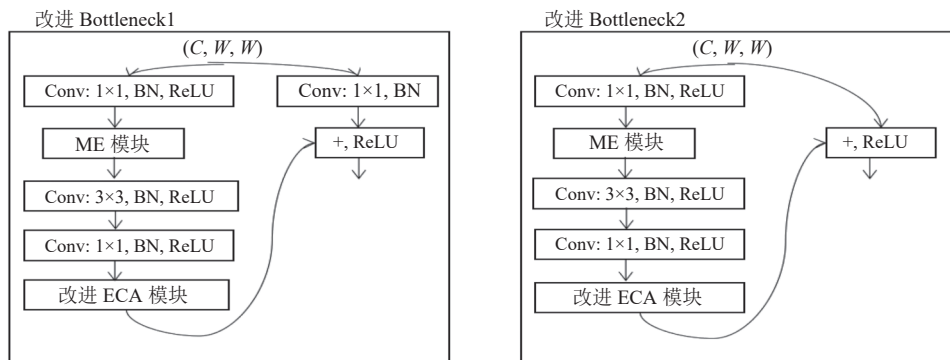 改进 Bottleneck1
(C, W, W)
Conv: 1×1, BN, ReLU
Conv: 1×1, BN
ME 模块
+, ReLU
Conv: 3×3, BN, ReLU
Conv: 1×1, BN, ReLU
改进 ECA 模块
改进 Bottleneck2
(C, W, W)
Conv: 1×1, BN, ReLU
ME 模块
+, ReLU
Conv: 3×3, BN, ReLU
Conv: 1×1, BN, ReLU
改进 ECA 模块